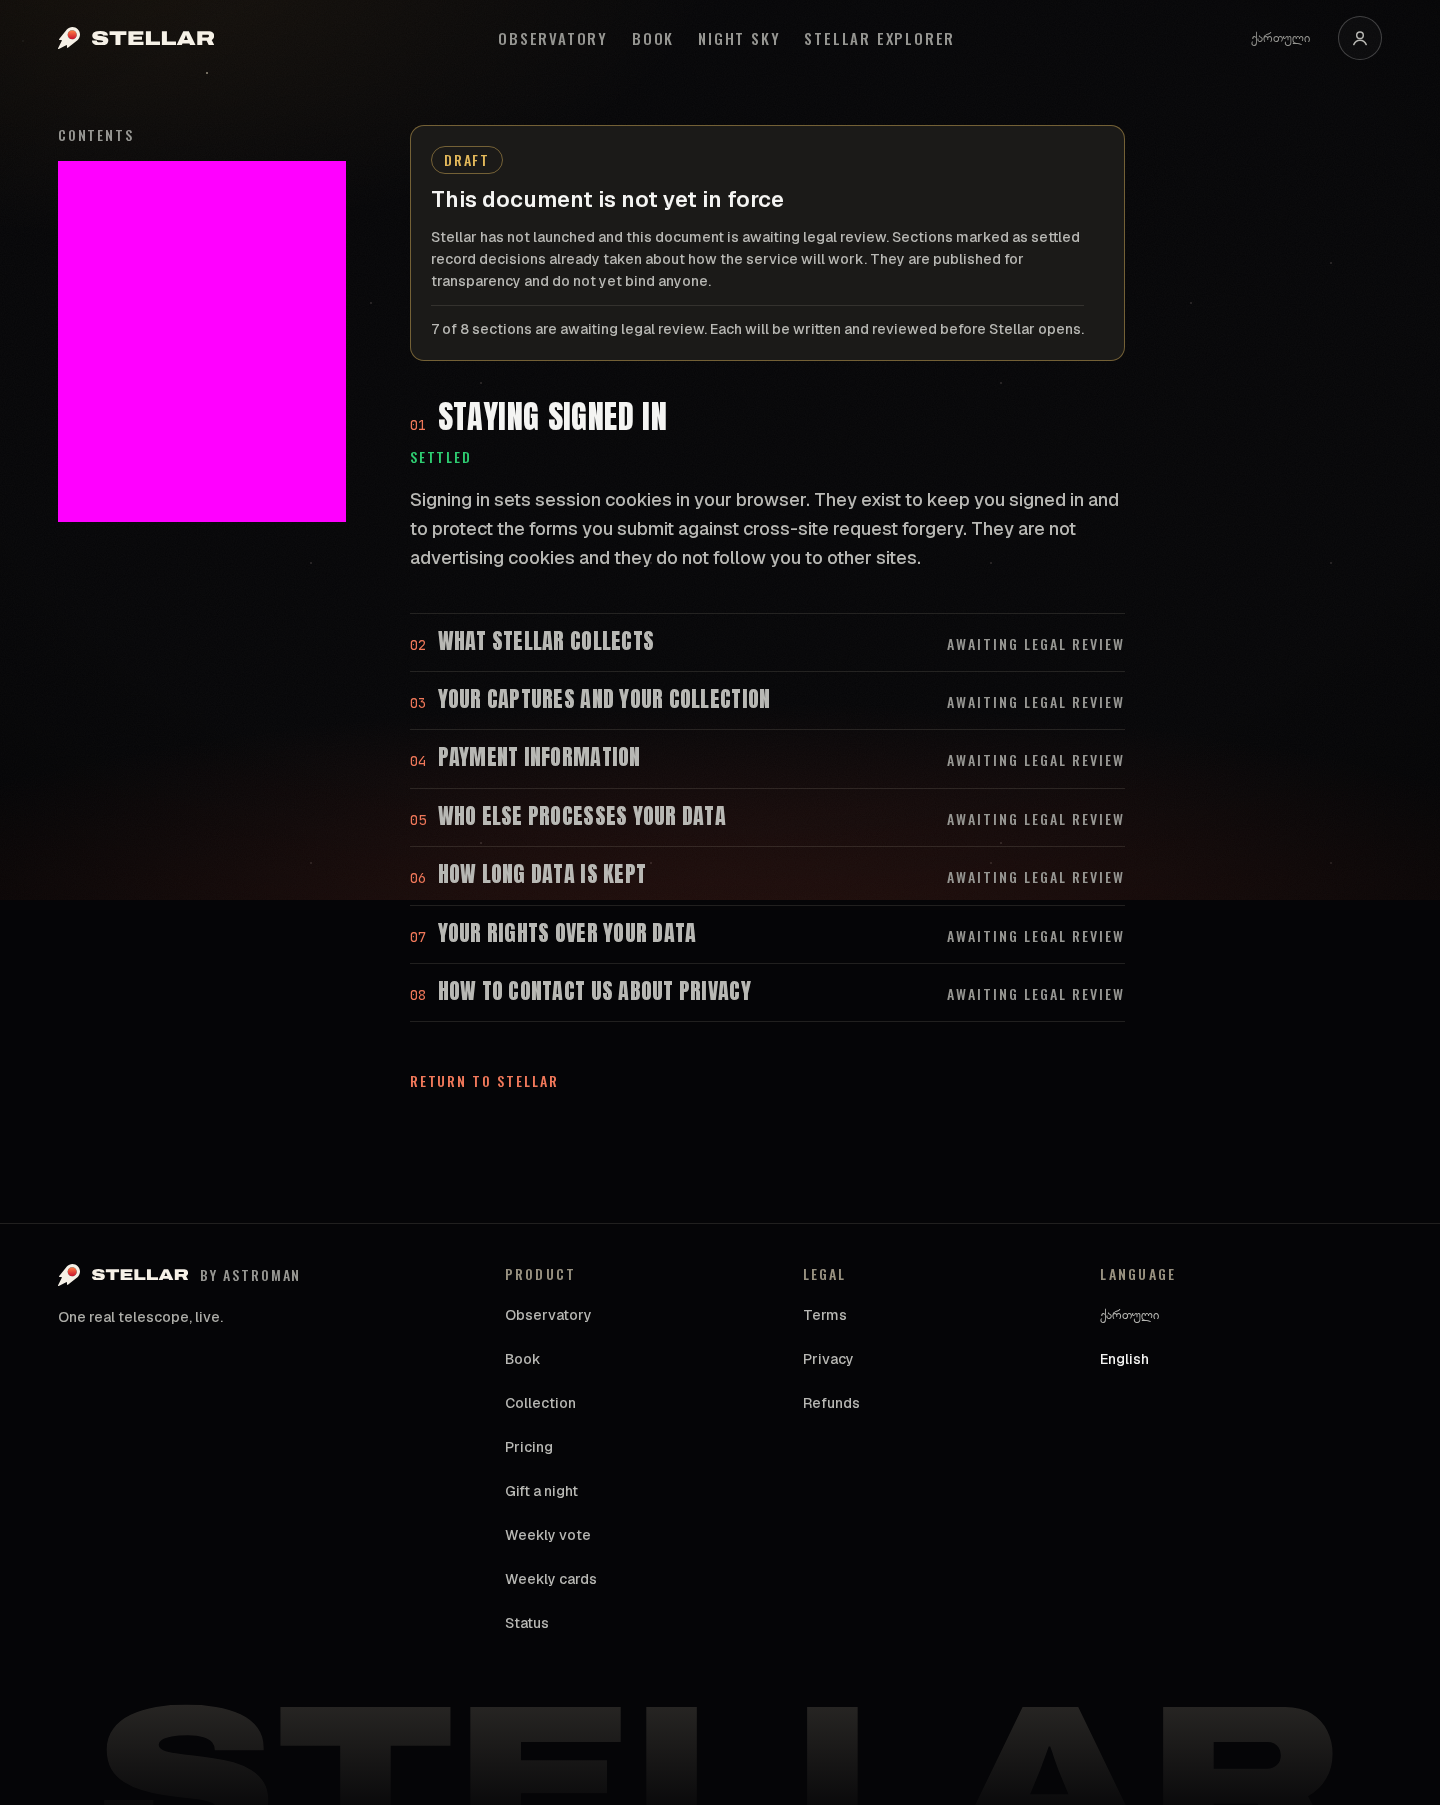 STELLAR
OBSERVATORY BOOK NIGHT SKY STELLAR EXPLORER
ქართული
CONTENTS
DRAFT
This document is not yet in force
Stellar has not launched and this document is awaiting legal review. Sections marked as settled
record decisions already taken about how the service will work. They are published for
transparency and do not yet bind anyone.
7 of 8 sections are awaiting legal review. Each will be written and reviewed before Stellar opens.
01 STAYING SIGNED IN
SETTLED
Signing in sets session cookies in your browser. They exist to keep you signed in and
to protect the forms you submit against cross-site request forgery. They are not
advertising cookies and they do not follow you to other sites.
02 WHAT STELLAR COLLECTS AWAITING LEGAL REVIEW
03 YOUR CAPTURES AND YOUR COLLECTION AWAITING LEGAL REVIEW
04 PAYMENT INFORMATION AWAITING LEGAL REVIEW
05 WHO ELSE PROCESSES YOUR DATA AWAITING LEGAL REVIEW
06 HOW LONG DATA IS KEPT AWAITING LEGAL REVIEW
07 YOUR RIGHTS OVER YOUR DATA AWAITING LEGAL REVIEW
08 HOW TO CONTACT US ABOUT PRIVACY AWAITING LEGAL REVIEW
RETURN TO STELLAR
STELLAR BY ASTROMAN
One real telescope, live.
PRODUCT
Observatory
Book
Collection
Pricing
Gift a night
Weekly vote
Weekly cards
Status
LEGAL
Terms
Privacy
Refunds
LANGUAGE
ქართული
English
STELLAR